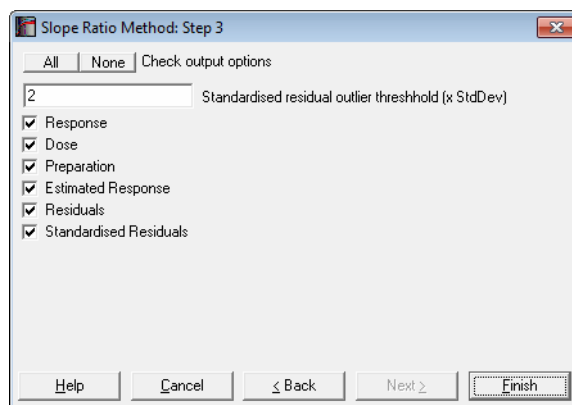 Slope Ratio Method: Step 3
All None Check output options
2 Standardised residual outlier threshhold (x StdDev)
Response
Dose
Preparation
Estimated Response
Residuals
Standardised Residuals
Help Cancel < Back Next > Finish